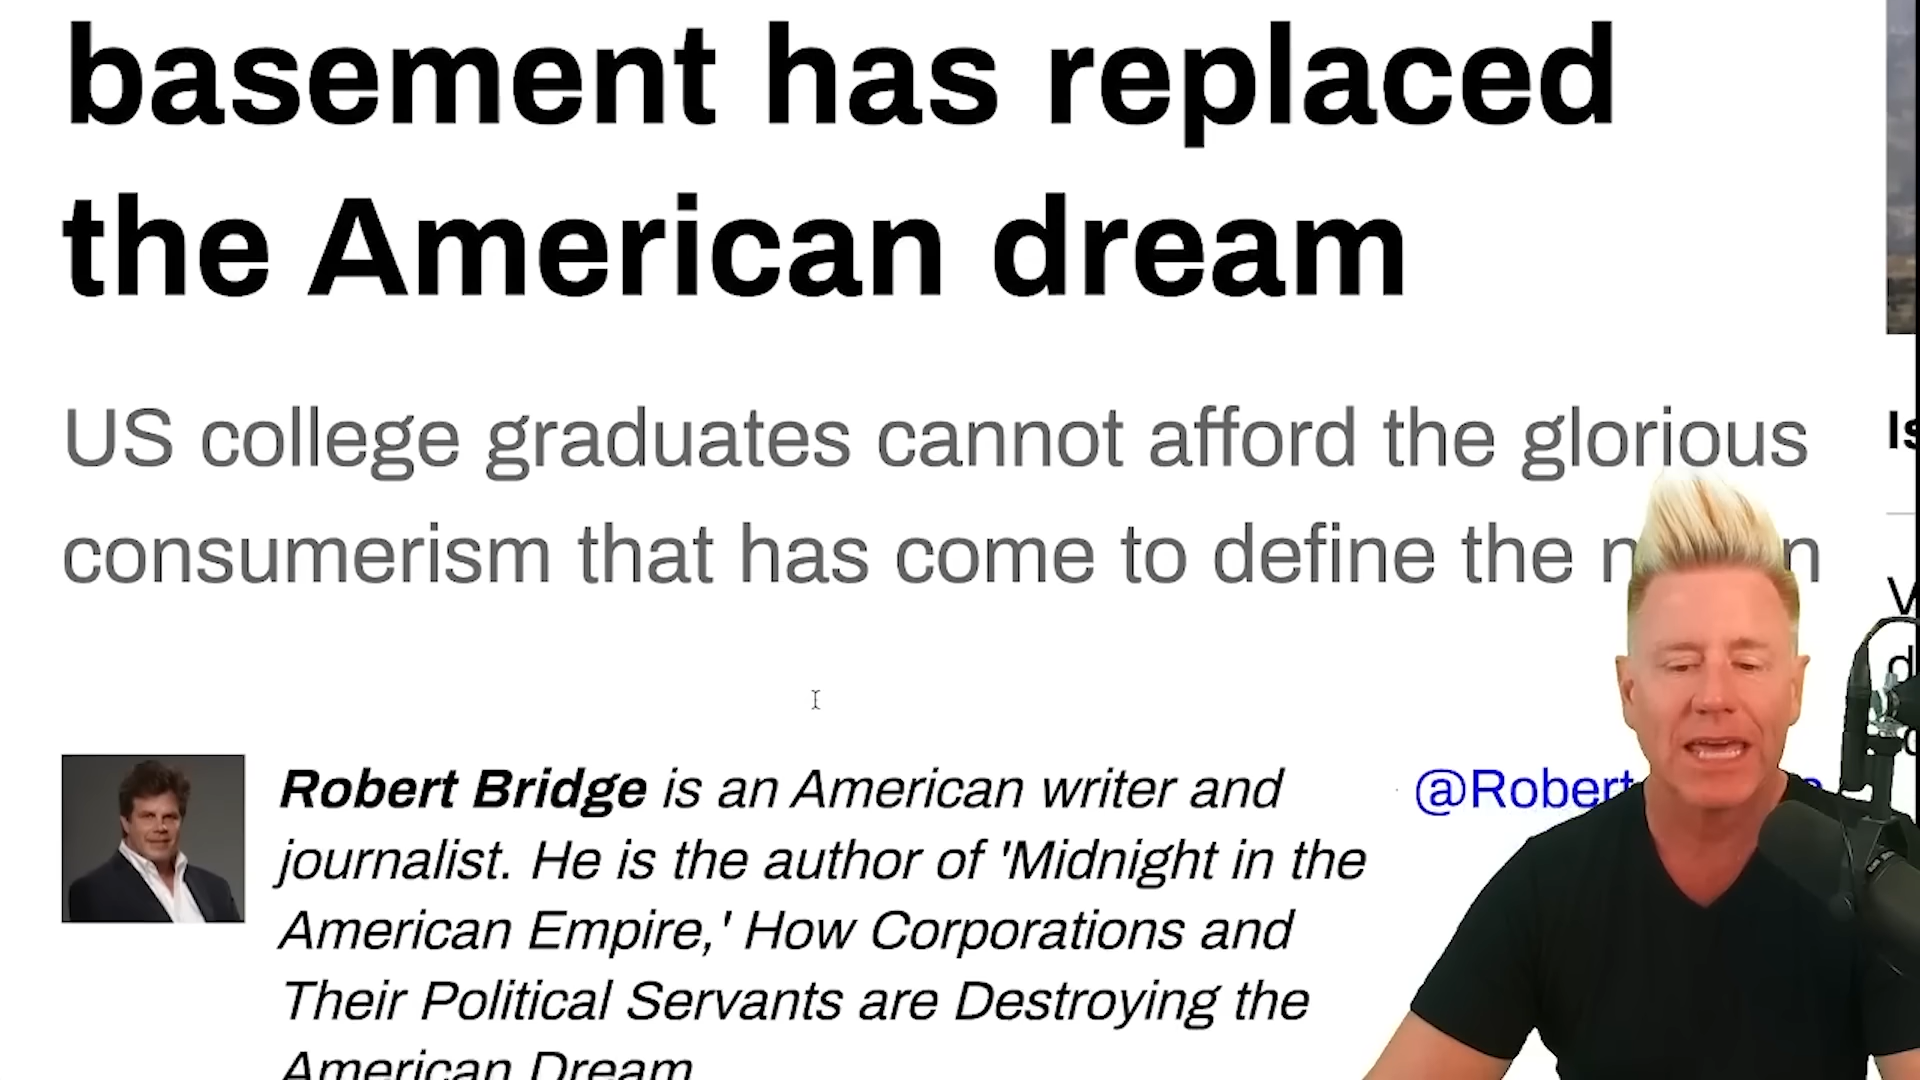 basement has replaced
the American dream
US college graduates cannot afford the glorious
consumerism that has come to define the
Robert Bridge is an American writer and
journalist. He is the author of 'Midnight in the
American Empire,' How Corporations and
Their Political Servants are Destroying the
American Dream
@Robert